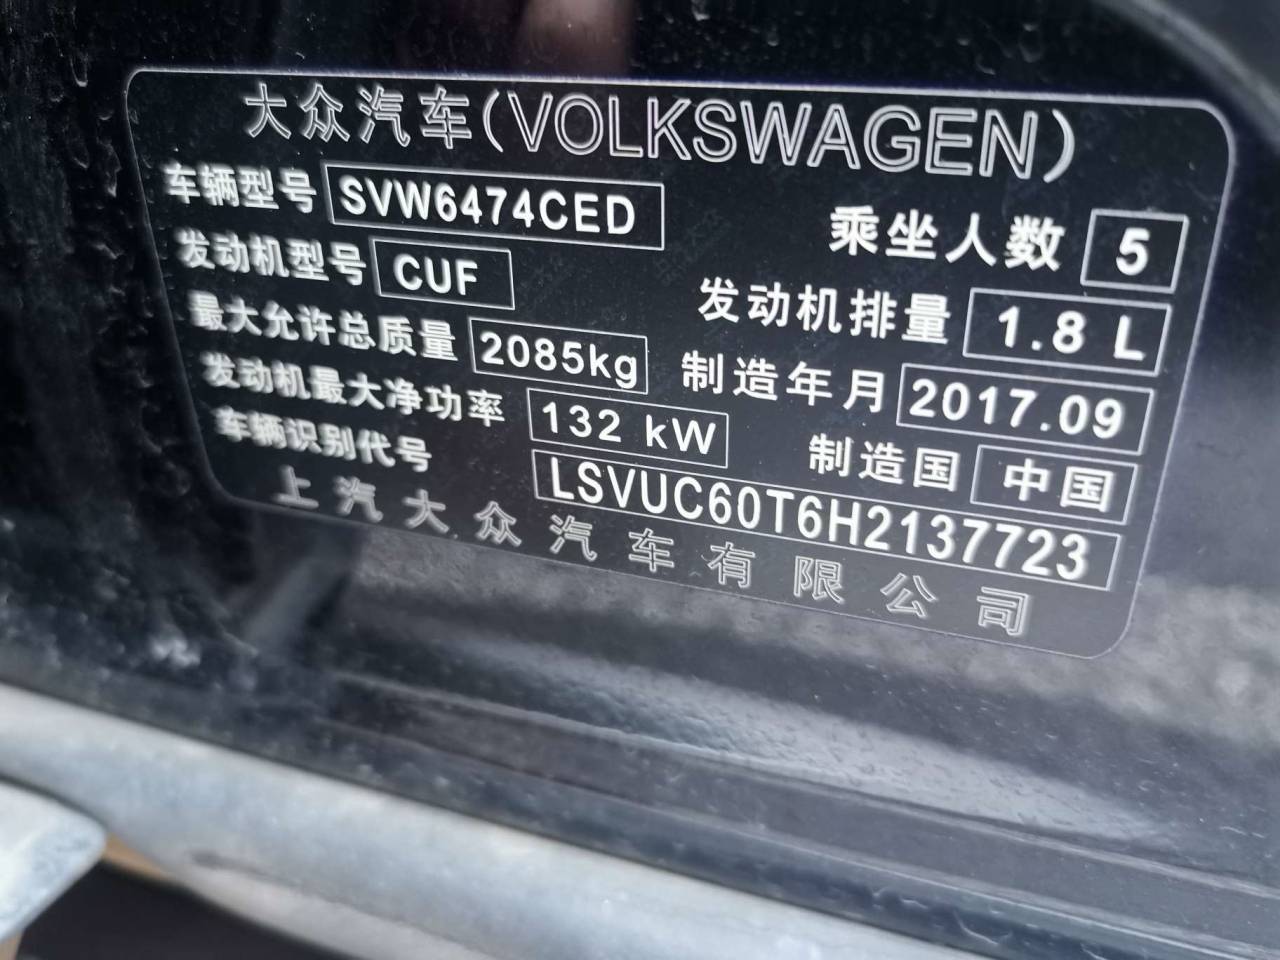 大众汽车(VOLKSWAGEN)
车辆型号 SVW6474CED 乘坐人数 5
发动机型号 CUF 发动机排量 1.8 L
最大允许总质量 2085kg 制造年月 2017.09
发动机最大净功率 132 kW 制造国 中国
车辆识别代号 LSVUC60T6H2137723
上汽大众汽车有限公司